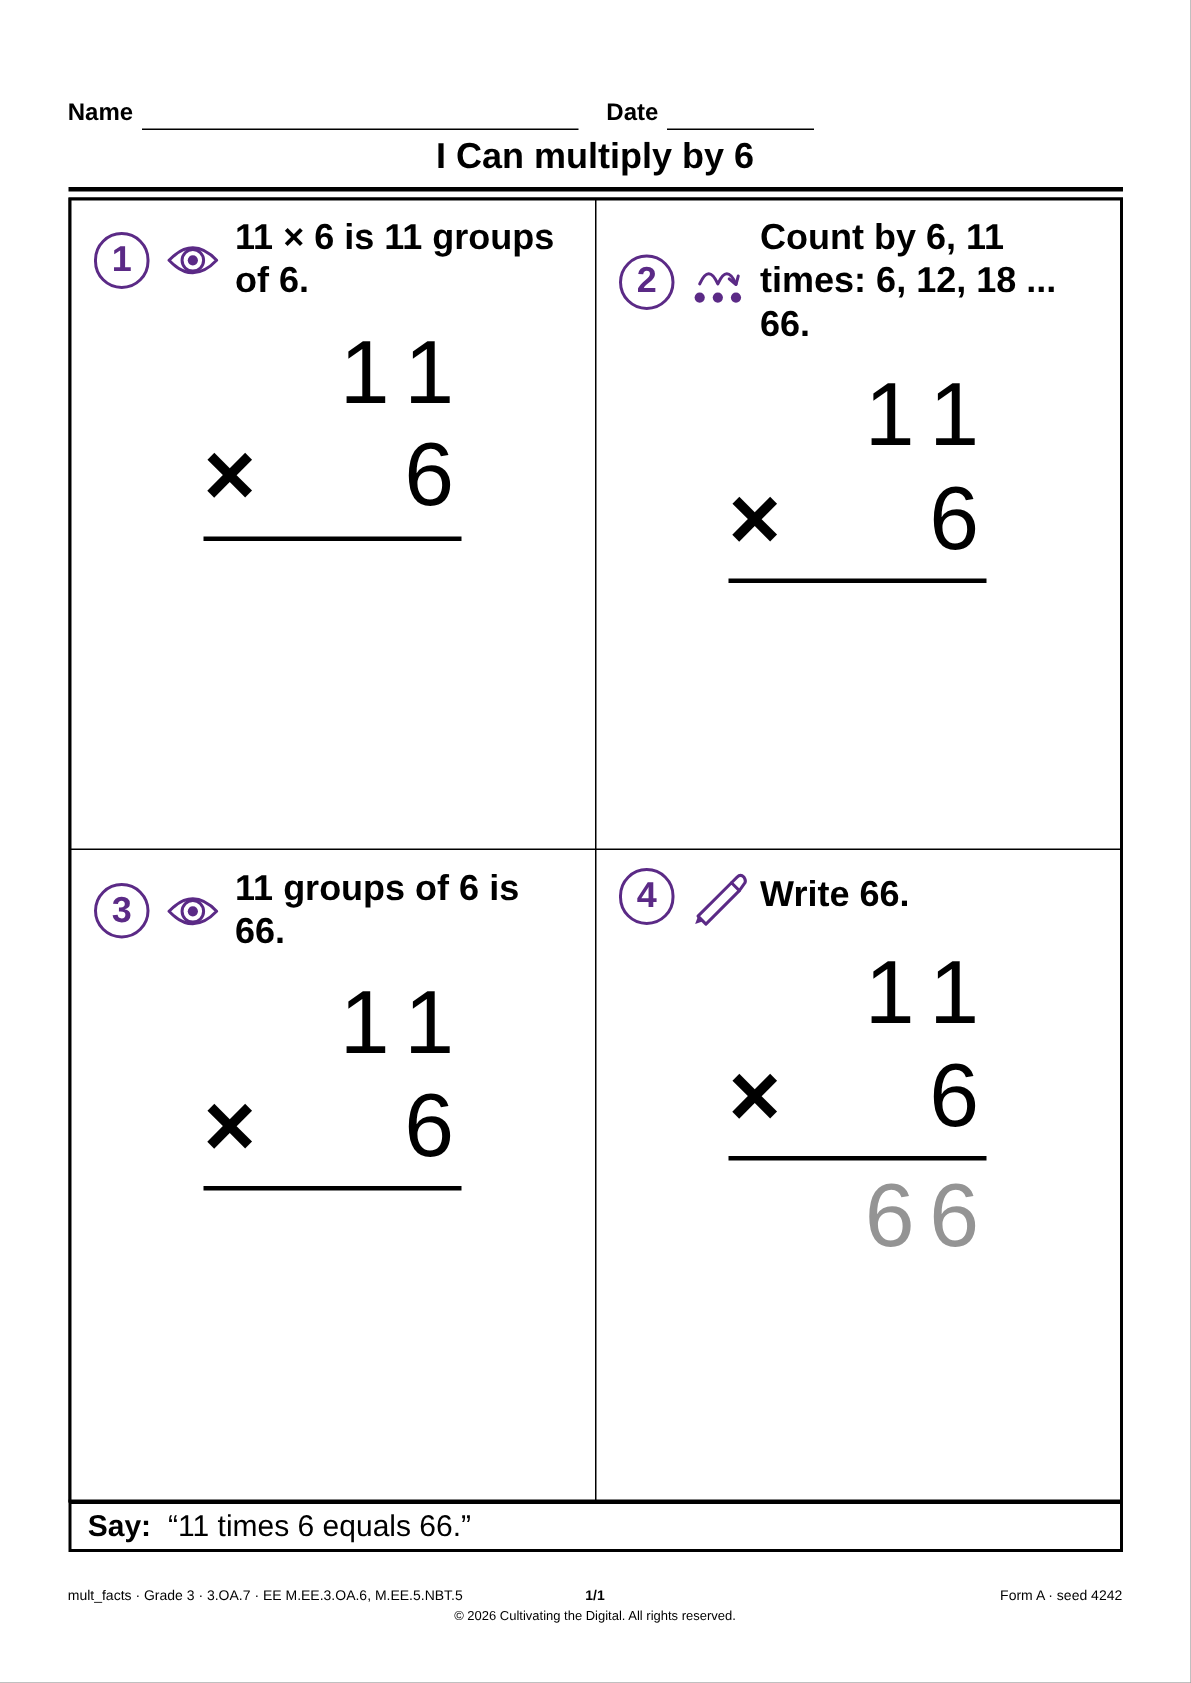 Name Date
I Can multiply by 6
1 11 × 6 is 11 groups
of 6.
11
× 6
2 Count by 6, 11
times: 6, 12, 18 ...
66.
11
× 6
3 11 groups of 6 is
66.
11
× 6
4 Write 66.
11
× 6
66
Say: “11 times 6 equals 66.”
mult_facts · Grade 3 · 3.OA.7 · EE M.EE.3.OA.6, M.EE.5.NBT.5 1/1 Form A · seed 4242
© 2026 Cultivating the Digital. All rights reserved.